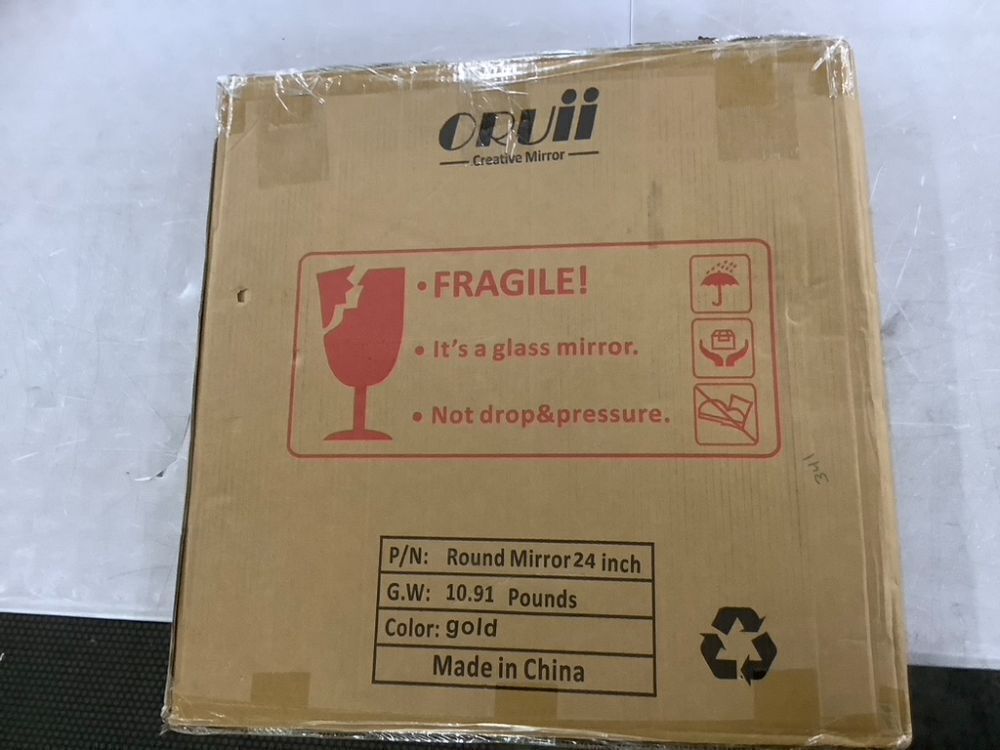 ORUii
Creative Mirror
• FRAGILE!
• It's a glass mirror.
• Not drop&pressure.
341
P/N: Round Mirror 24 inch
G.W: 10.91 Pounds
Color: gold
Made in China